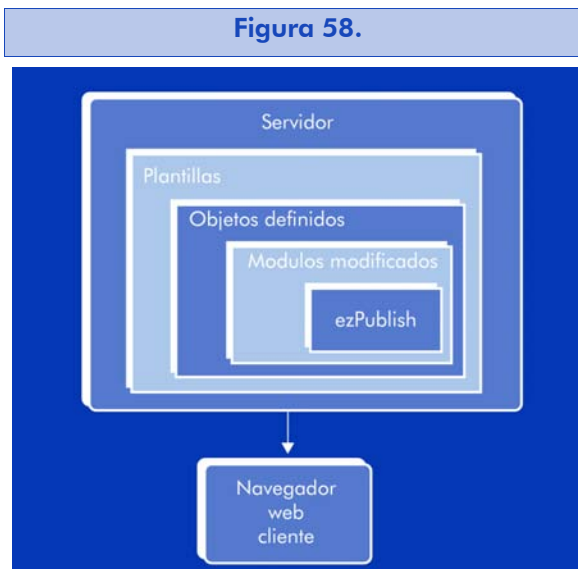 Figura 58.
Servidor
Plantillas
Objetos definidos
Modulos modificados
ezPublish
Navegador
web
cliente